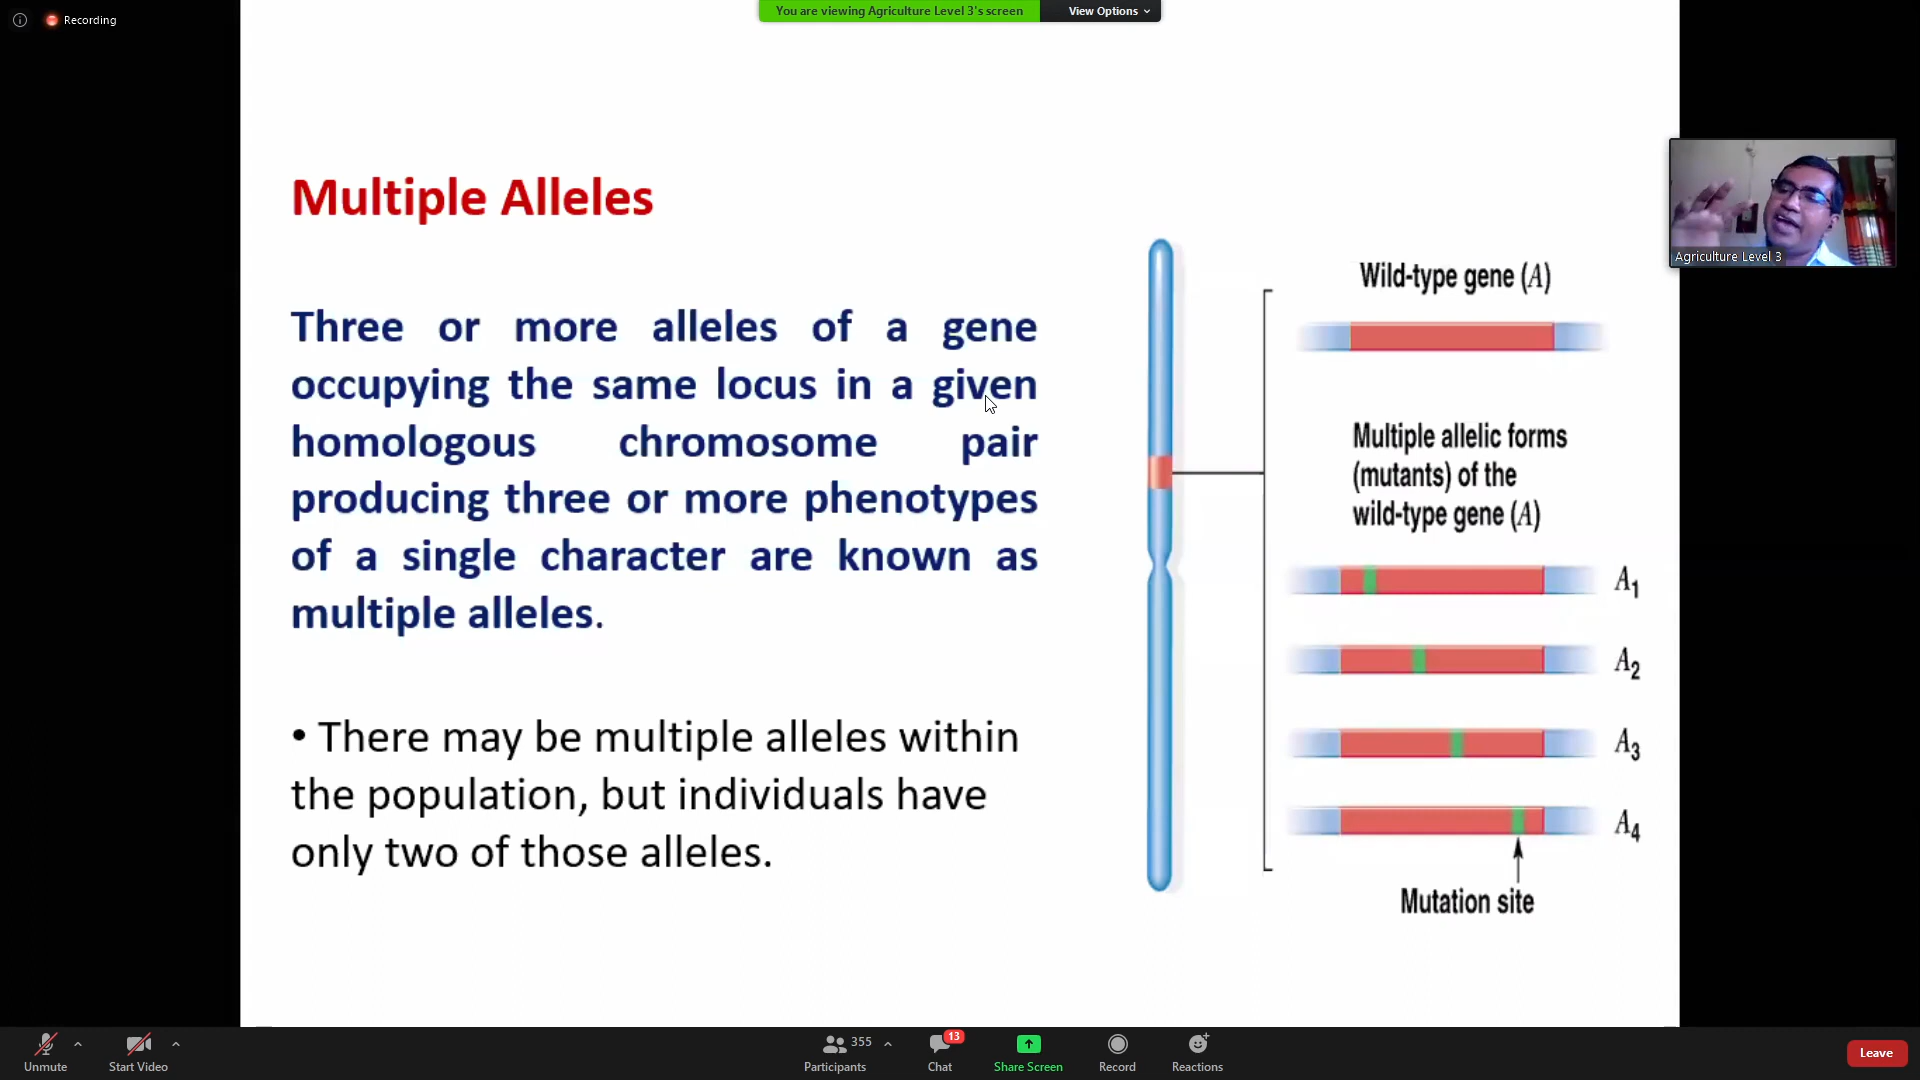 Recording
You are viewing Agriculture Level 3's screen
View Options
Multiple Alleles
Three or more alleles of a gene
occupying the same locus in a given
homologous chromosome pair
producing three or more phenotypes
of a single character are known as
multiple alleles.
• There may be multiple alleles within
the population, but individuals have
only two of those alleles.
Wild-type gene (A)
Multiple allelic forms
(mutants) of the
wild-type gene (A)
A1
A2
A3
A4
Mutation site
Agriculture Level 3
Unmute
Start Video
355
Participants
13
Chat
Share Screen
Record
Reactions
Leave